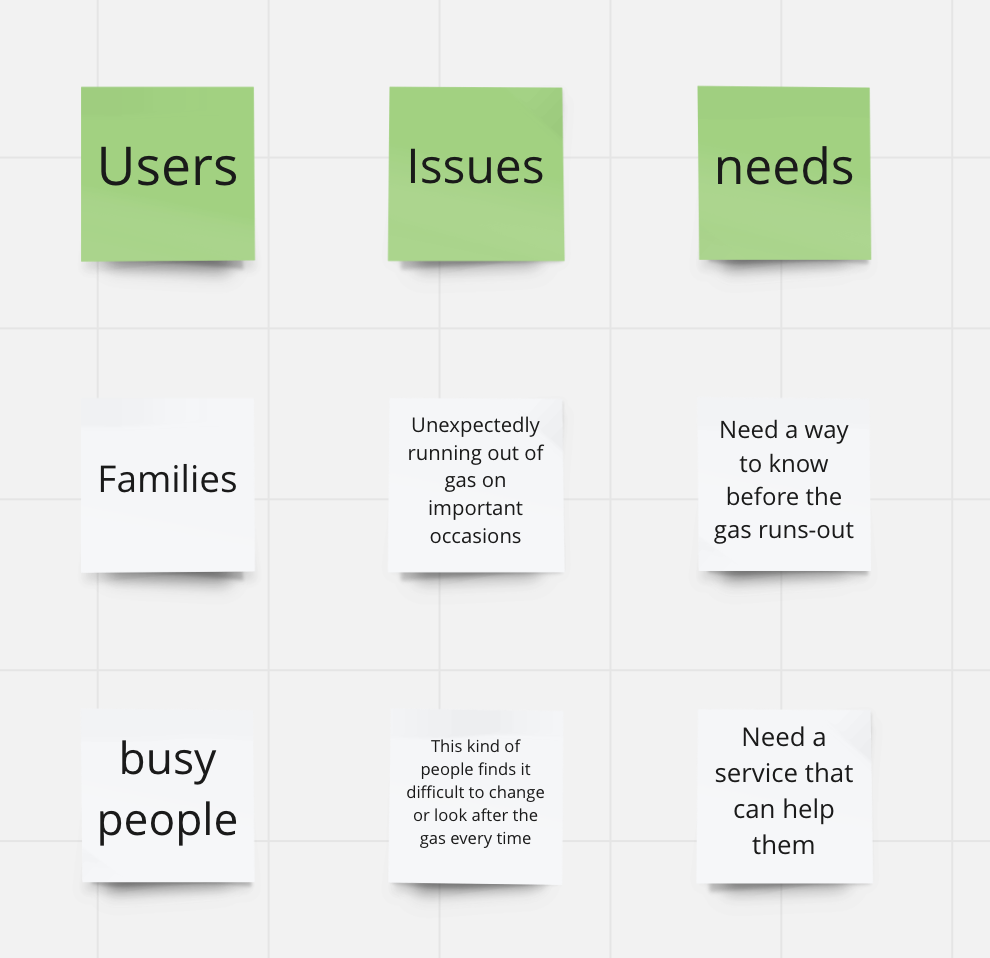 Users
Issues
needs
Families
Unexpectedly
running out of
gas on
important
occasions
Need a way
to know
before the
gas runs-out
busy
people
This kind of
people finds it
difficult to change
or look after the
gas every time
Need a
service that
can help
them